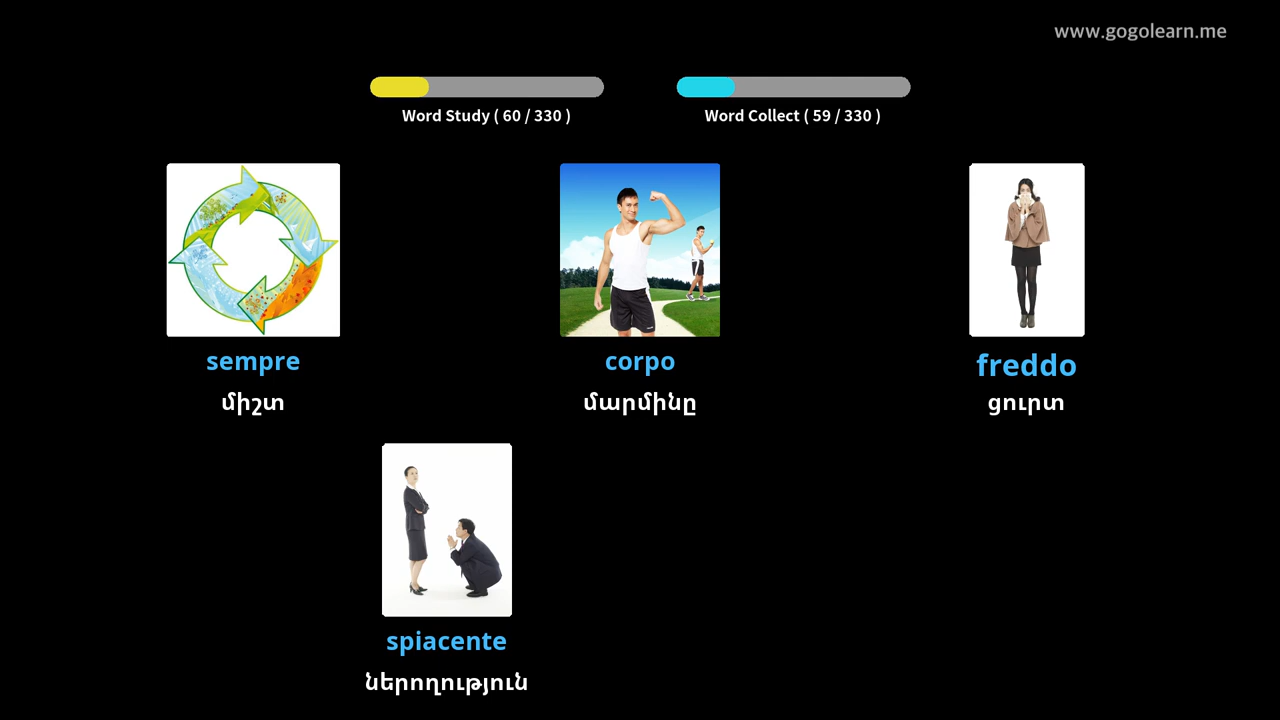 www.gogolearn.me
Word Study ( 60 / 330 )
Word Collect ( 59 / 330 )
sempre
միշտ
corpo
մարմինը
freddo
ցուրտ
spiacente
ներողություն